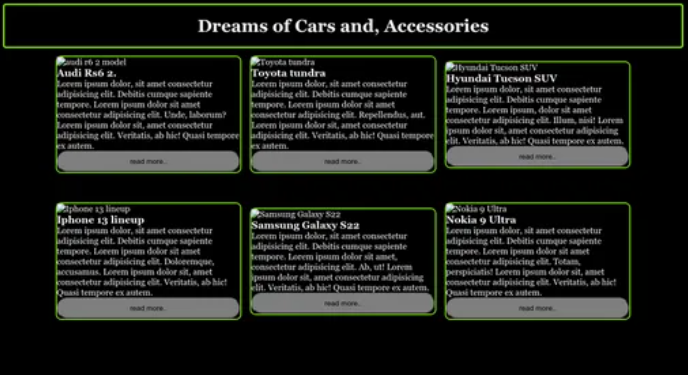 Dreams of Cars and, Accessories
audi r6 2 model
Audi Rs6 2.
Lorem ipsum dolor, sit amet consectetur
adipisicing elit. Debitis cumque sapiente
tempore. Lorem ipsum dolor sit amet
consectetur adipisicing elit. Unde, laborum?
Lorem ipsum dolor sit, amet consectetur
adipisicing elit. Veritatis, ab hic! Quasi tempore
ex autem.
read more..
Toyota tundra
Toyota tundra
Lorem ipsum dolor, sit amet consectetur
adipisicing elit. Debitis cumque sapiente
tempore. Lorem ipsum dolor sit amet
consectetur adipisicing elit. Repellendus, aut.
Lorem ipsum dolor sit, amet consectetur
adipisicing elit. Veritatis, ab hic! Quasi tempore
ex autem.
read more..
Hyundai Tucson SUV
Hyundai Tucson SUV
Lorem ipsum dolor, sit amet consectetur
adipisicing elit. Debitis cumque sapiente
tempore. Lorem ipsum, dolor sit amet
consectetur adipisicing elit. Illum, nisi! Lorem
ipsum dolor sit, amet consectetur adipisicing
elit. Veritatis, ab hic! Quasi tempore ex autem.
read more..
Iphone 13 lineup
Iphone 13 lineup
Lorem ipsum dolor, sit amet consectetur
adipisicing elit. Debitis cumque sapiente
tempore. Lorem ipsum dolor sit amet
consectetur adipisicing elit. Doloremque,
accusamus. Lorem ipsum dolor sit, amet
consectetur adipisicing elit. Veritatis, ab hic!
Quasi tempore ex autem.
read more..
Samsung Galaxy S22
Samsung Galaxy S22
Lorem ipsum dolor, sit amet consectetur
adipisicing elit. Debitis cumque sapiente
tempore. Lorem ipsum dolor sit amet,
consectetur adipisicing elit. Ab, ut! Lorem
ipsum dolor sit, amet consectetur adipisicing
elit. Veritatis, ab hic! Quasi tempore ex autem.
read more..
Nokia 9 Ultra
Nokia 9 Ultra
Lorem ipsum dolor, sit amet consectetur
adipisicing elit. Debitis cumque sapiente
tempore. Lorem ipsum dolor sit amet
consectetur adipisicing elit. Totam,
perspiciatis! Lorem ipsum dolor sit, amet
consectetur adipisicing elit. Veritatis, ab hic!
Quasi tempore ex autem.
read more..